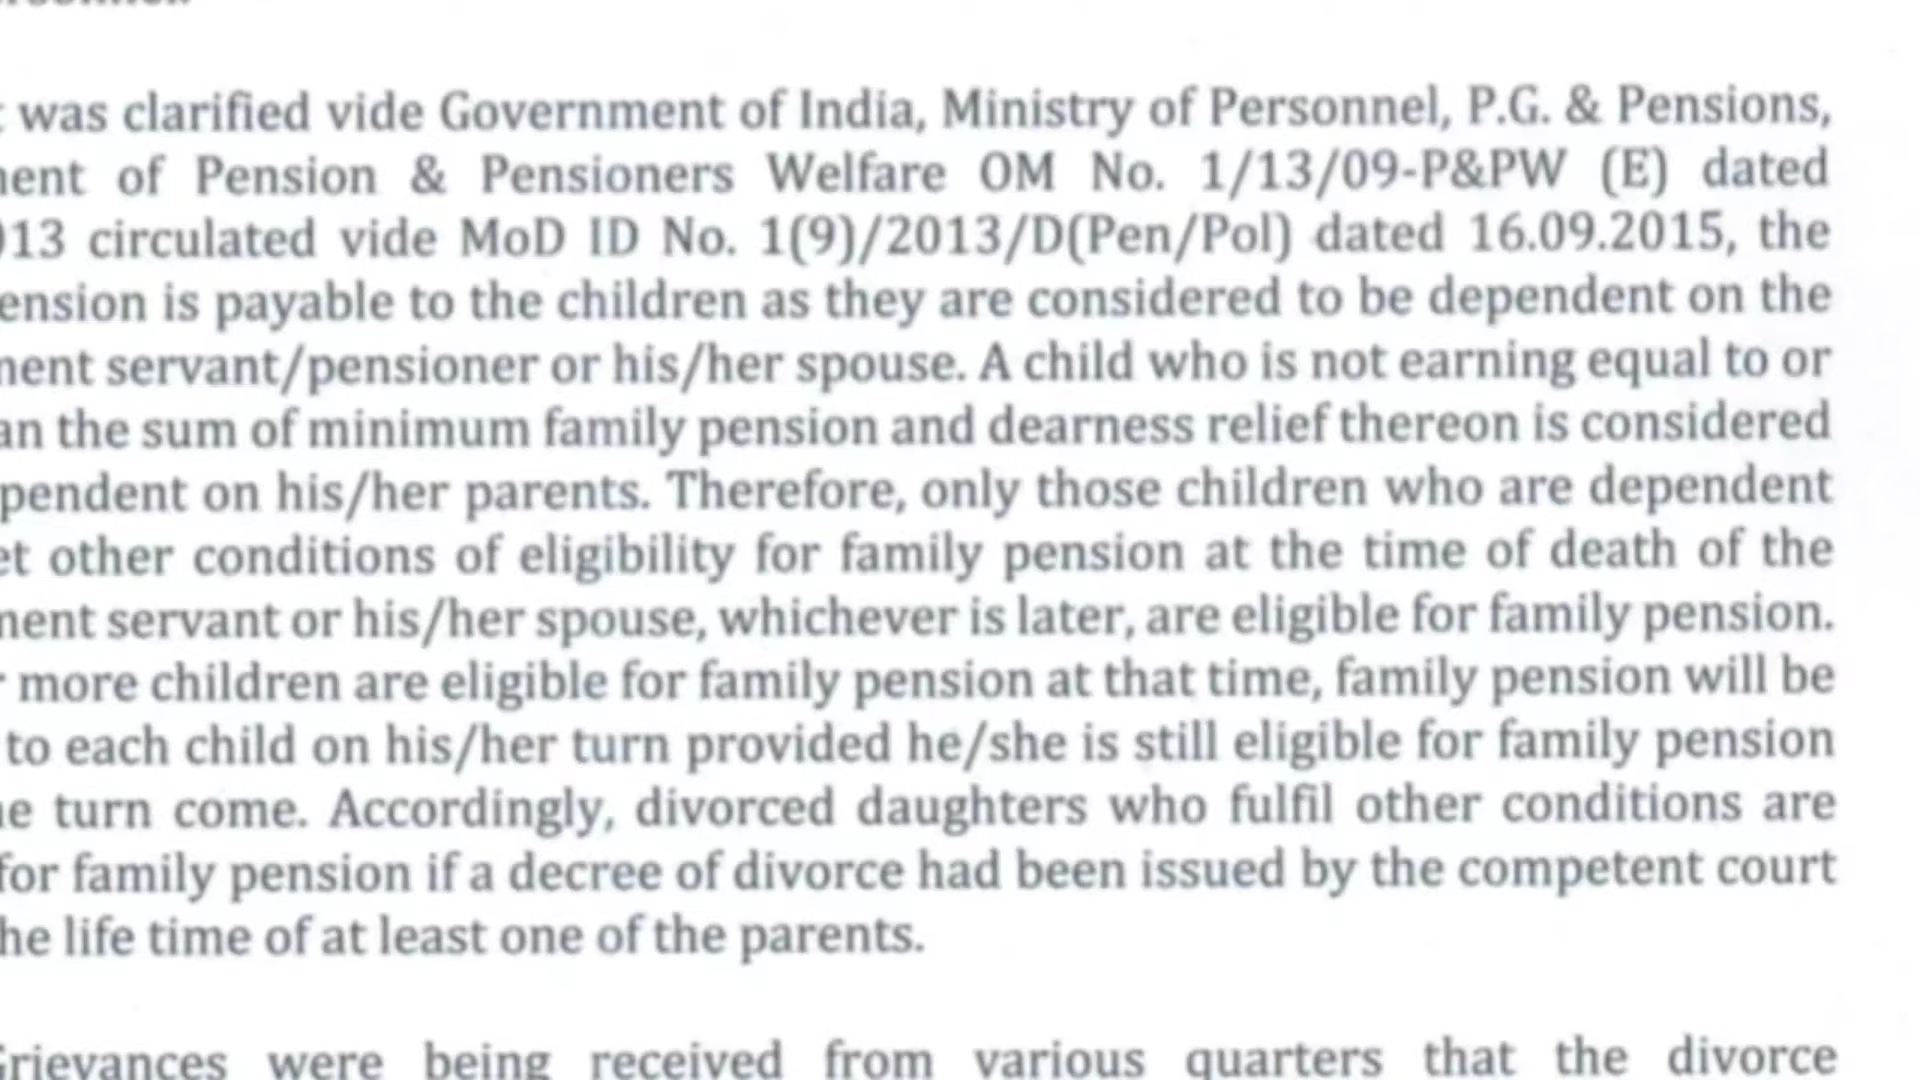 was clarified vide Government of India, Ministry of Personnel, P.G. & Pensions,
ment of Pension & Pensioners Welfare OM No. 1/13/09-P&PW (E) dated
013 circulated vide MoD ID No. 1(9)/2013/D(Pen/Pol) dated 16.09.2015, the
ension is payable to the children as they are considered to be dependent on the
ment servant/pensioner or his/her spouse. A child who is not earning equal to or
an the sum of minimum family pension and dearness relief thereon is considered
pendent on his/her parents. Therefore, only those children who are dependent
et other conditions of eligibility for family pension at the time of death of the
ment servant or his/her spouse, whichever is later, are eligible for family pension.
more children are eligible for family pension at that time, family pension will be
to each child on his/her turn provided he/she is still eligible for family pension
he turn come. Accordingly, divorced daughters who fulfil other conditions are
for family pension if a decree of divorce had been issued by the competent court
he life time of at least one of the parents.
Grievances were being received from various quarters that the divorce